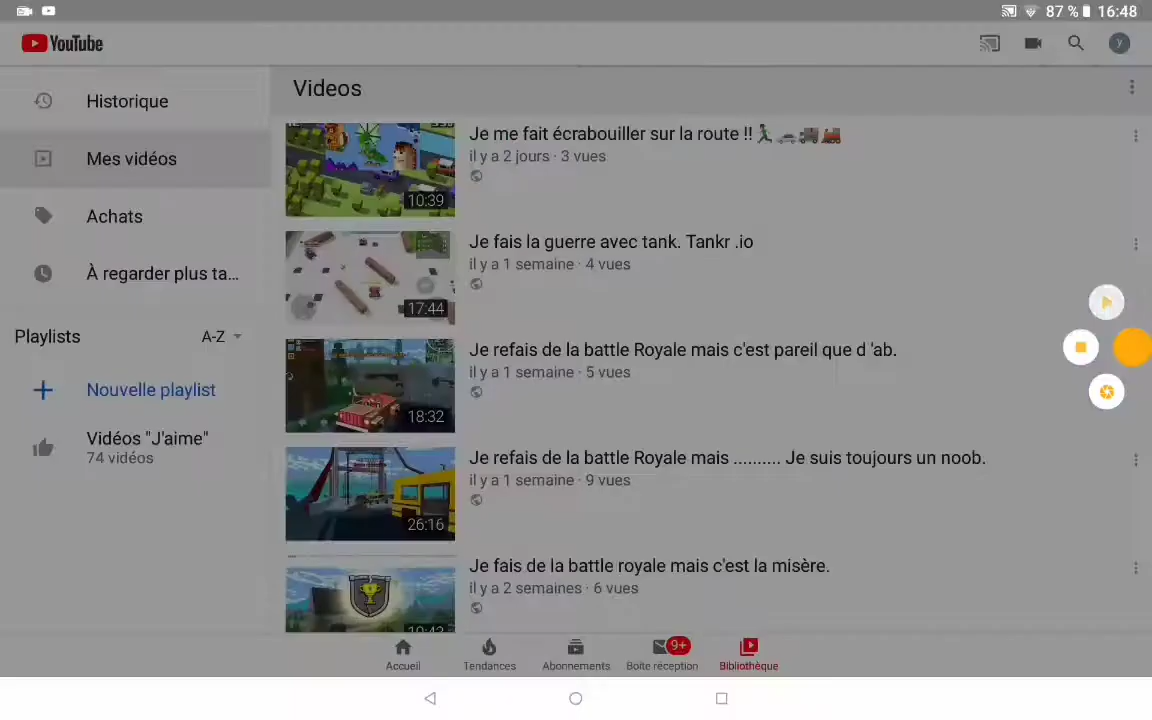 87 % 16:48
YouTube
y
Historique
Mes vidéos
Achats
À regarder plus ta...
Playlists
A-Z
Nouvelle playlist
Vidéos "J'aime"
74 vidéos
Videos
Je me fait écrabouiller sur la route !!🏃‍♂️🚗🚚🚂
il y a 2 jours · 3 vues
10:39
Je fais la guerre avec tank. Tankr .io
il y a 1 semaine · 4 vues
17:44
Je refais de la battle Royale mais c'est pareil que d 'ab.
il y a 1 semaine · 5 vues
18:32
Je refais de la battle Royale mais .......... Je suis toujours un noob.
il y a 1 semaine · 9 vues
26:16
Je fais de la battle royale mais c'est la misère.
il y a 2 semaines · 6 vues
Accueil
Tendances
Abonnements
9+
Boîte réception
Bibliothèque